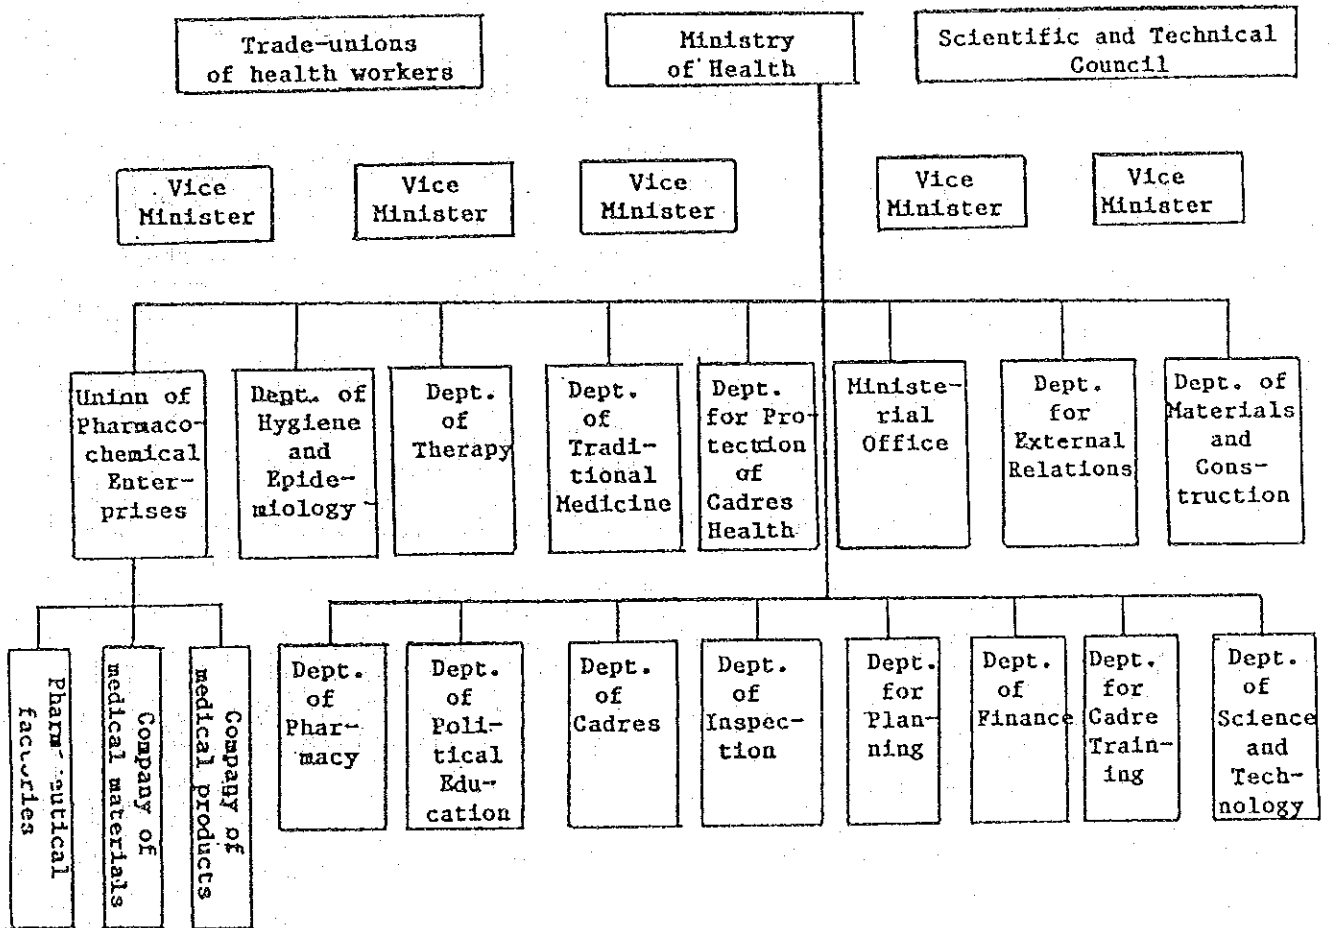 Trade-unions
of health workers
Ministry
of Health
Scientific and Technical
Council
Vice
Minister
Vice
Minister
Vice
Minister
Vice
Minister
Vice
Minister
Union of
Pharmaco-
chemical
Enter-
prises
Dept. of
Hygiene
and
Epide-
miology
Dept.
of
Therapy
Dept.
of
Tradi-
tional
Medicine
Dept.
for Pro-
tection
of
Cadres
Health
Ministe-
rial
Office
Dept.
for
External
Relations
Dept. of
Materials
and
Cons-
truction
Pharm eutical
factories
Company of
medical materials
Company of
medical products
Dept.
of
Phar-
macy
Dept.
of
Poli-
tical
Edu-
cation
Dept.
of
Cadres
Dept.
of
Inspec-
tion
Dept.
for
Plan-
ning
Dept.
of
Finance
Dept.
for
Cadre
Train-
ing
Dept.
of
Science
and
Tech-
nology